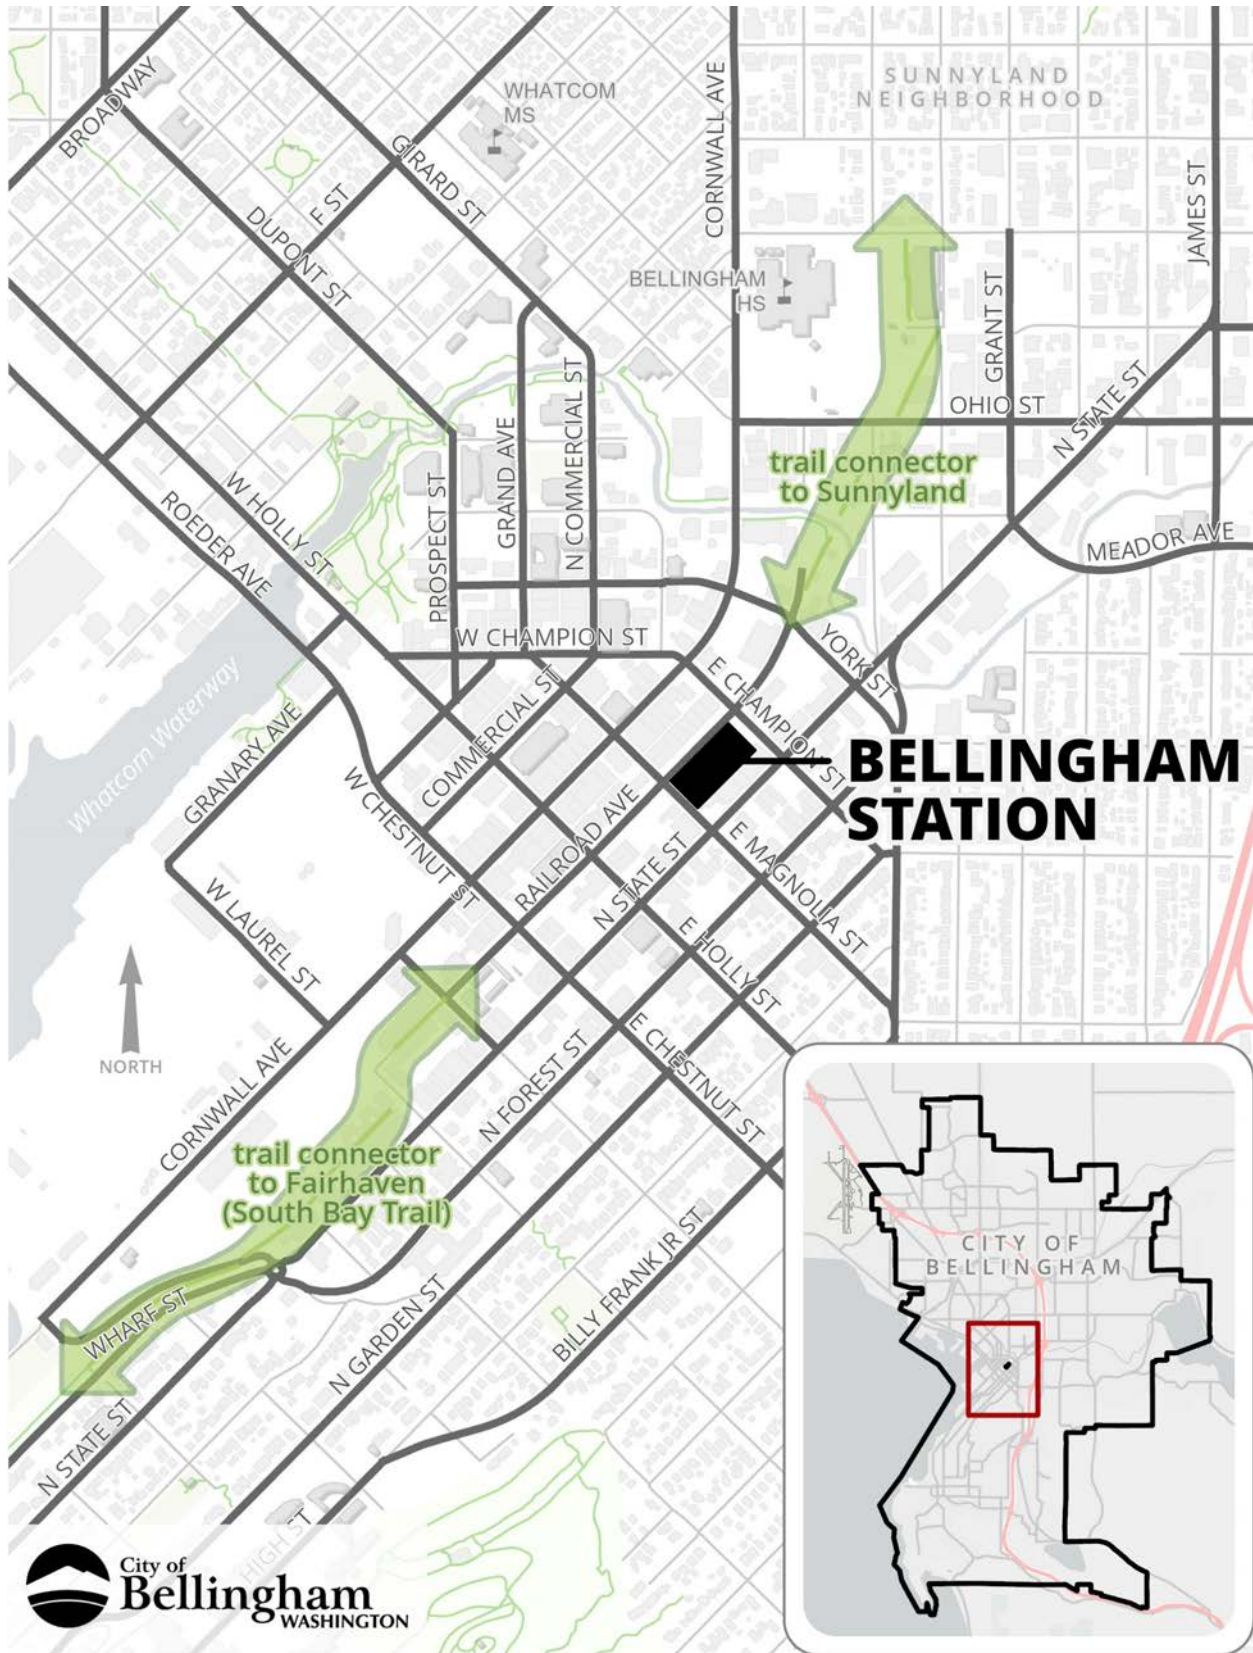 BROADWAY
WHATCOM
MS
CORNWALL AVE
SUNNYLAND
NEIGHBORHOOD
GIRARD ST
F ST
DUPONT ST
JAMES ST
BELLINGHAM
HS
GRANT ST
OHIO ST
N STATE ST
trail connector
to Sunnyland
GRAND AVE
N COMMERCIAL ST
PROSPECT ST
W HOLLY ST
ROEDER AVE
MEADOR AVE
W CHAMPION ST
YORK ST
E CHAMPION ST
Whatcom Waterway
GRANARY AVE
COMMERCIAL ST
BELLINGHAM
STATION
W CHESTNUT ST
RAILROAD AVE
N STATE ST
E MAGNOLIA ST
W LAUREL ST
E HOLLY ST
NORTH
CORNWALL AVE
N FOREST ST
E CHESTNUT ST
trail connector
to Fairhaven
(South Bay Trail)
WHARF ST
N GARDEN ST
BILLY FRANK JR ST
N STATE ST
HIGH ST
CITY OF
BELLINGHAM
City of
Bellingham
WASHINGTON